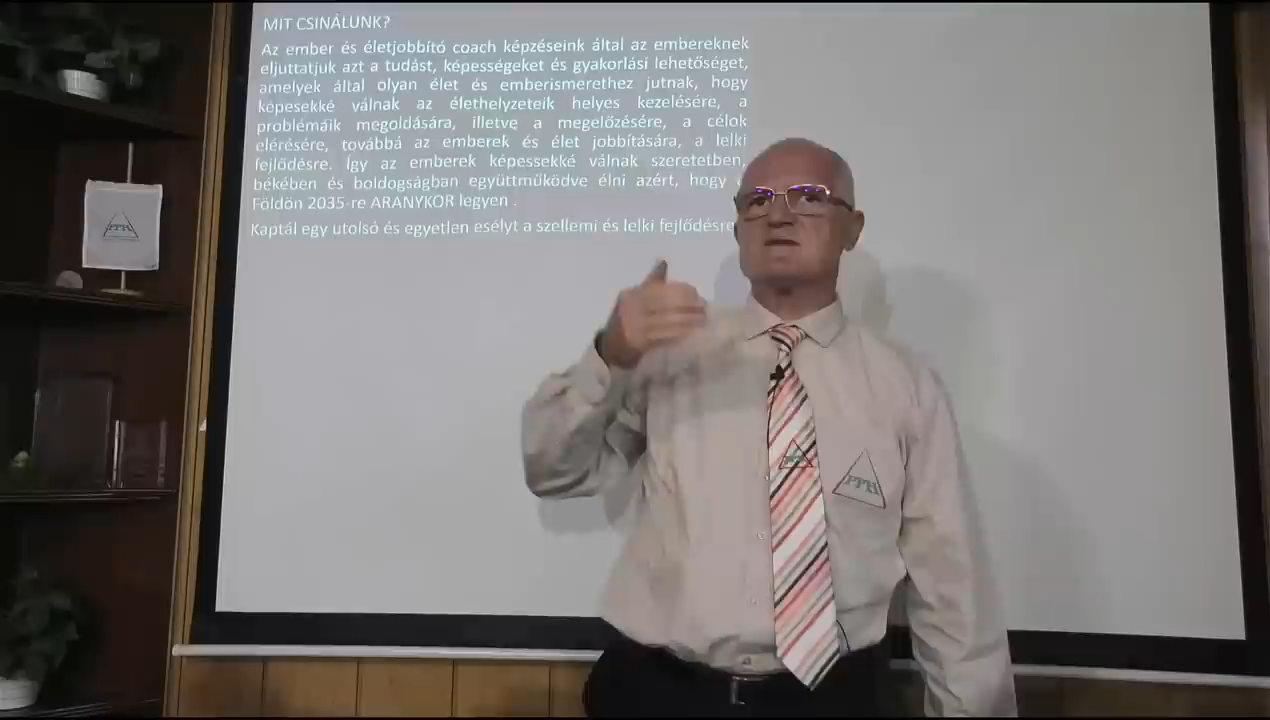 MIT CSINÁLUNK?
Az ember és életjobbító coach képzéseink által az embereknek
eljuttatjuk azt a tudást, képességeket és gyakorlási lehetőséget,
amelyek által olyan élet és emberismerethez jutnak, hogy
képesekké válnak az élethelyzeteik helyes kezelésére, a
problémáik megoldására, illetve a megelőzésére, a célok
elérésére, továbbá az emberek és élet jobbítására, a lelki
fejlődésre. Így az emberek képessekké válnak szeretetben,
békében és boldogságban együttműködve élni azért, hogy
Földön 2035-re ARANYKOR legyen .
Kaptál egy utolsó és egyetlen esélyt a szellemi és lelki fejlődésre
PPH
PPH